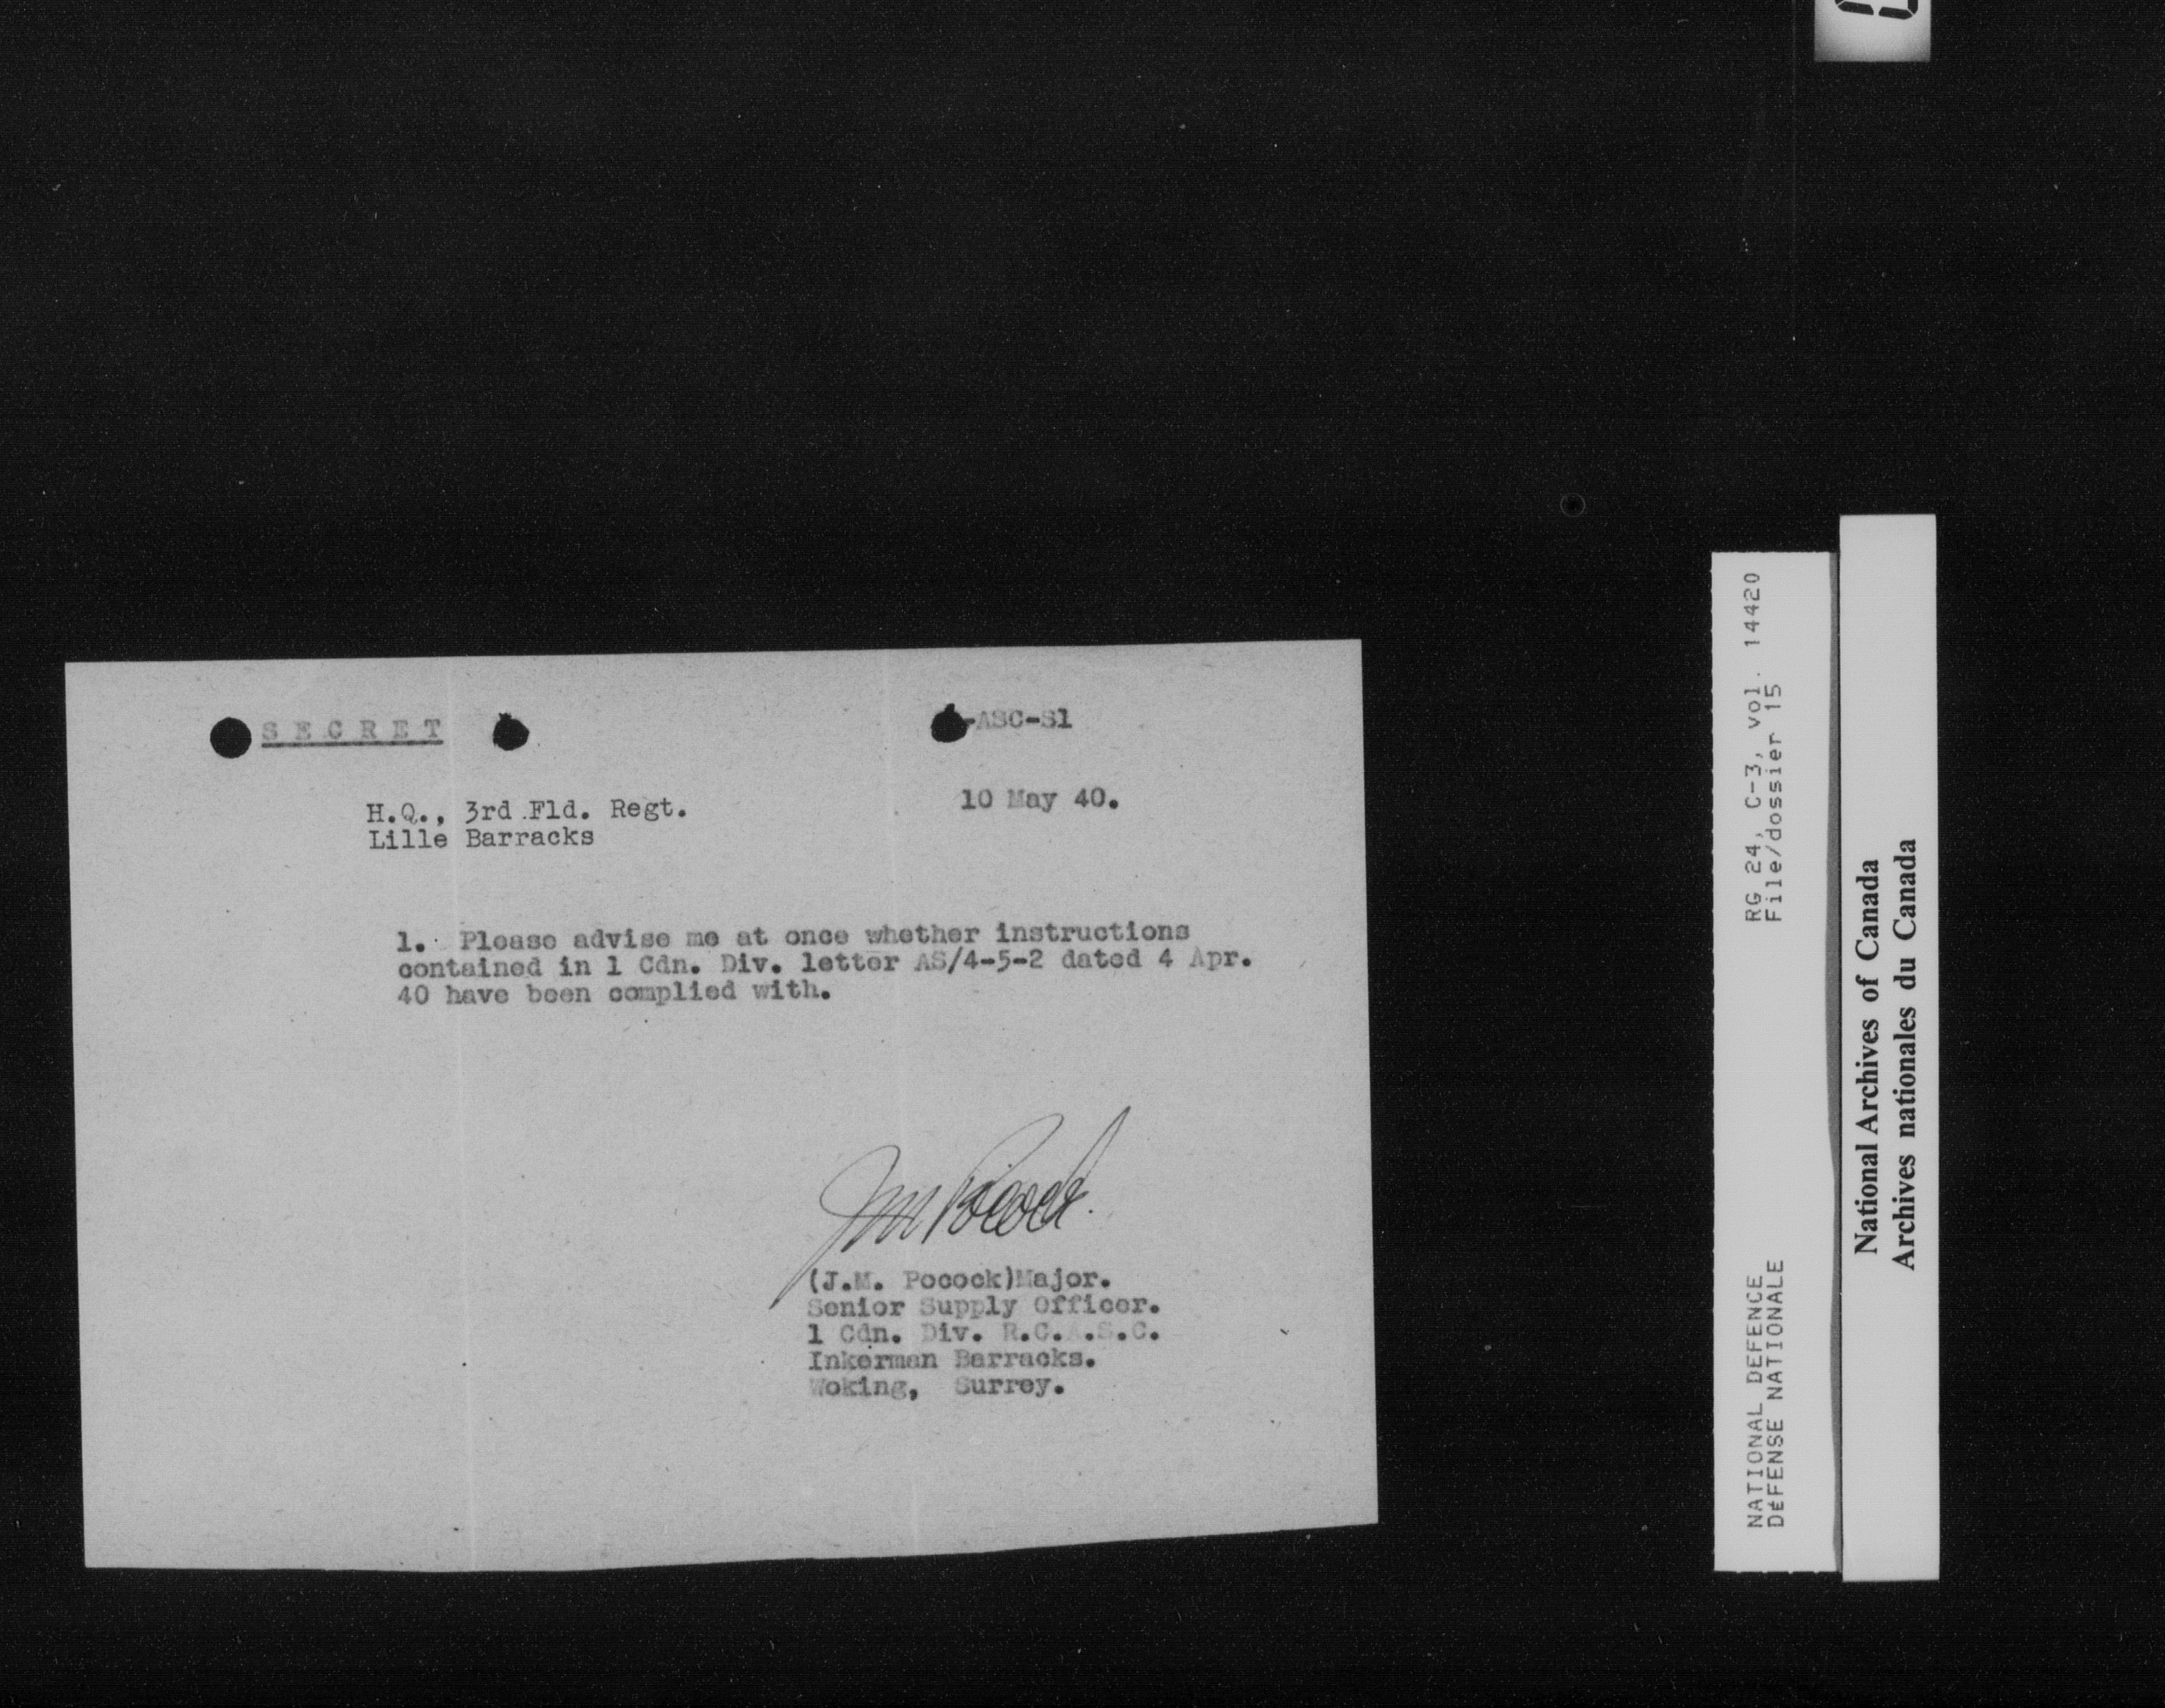 S E C R E T
-ASC-S1
10 May 40.
H.Q., 3rd Fld. Regt.
Lille Barracks
1. Please advise me at once whether instructions
contained in 1 Cdn. Div. letter AS/4-5-2 dated 4 Apr.
40 have been complied with.
JM Pocock.
(J.M. Pocock)Major.
Senior Supply Officer.
1 Cdn. Div. R.C.A.S.C.
Inkerman Barracks.
Woking, Surrey.
NATIONAL DEFENCE RG 24, C-3, vol. 14420
DÉFENSE NATIONALE File/dossier 15
National Archives of Canada
Archives nationales du Canada